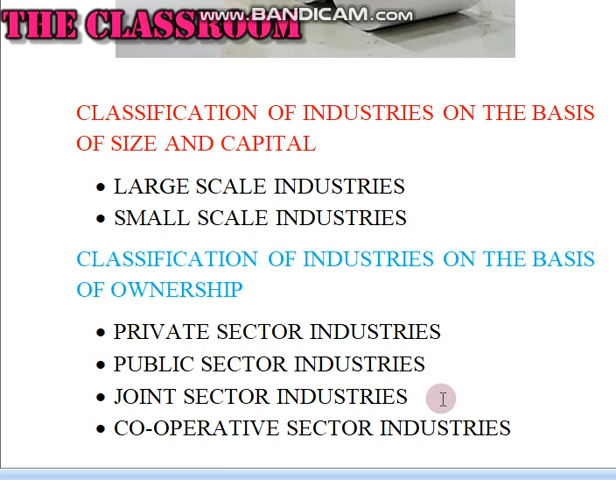 www.BANDICAM.com
THE CLASSROOM
CLASSIFICATION OF INDUSTRIES ON THE BASIS
OF SIZE AND CAPITAL
• LARGE SCALE INDUSTRIES
• SMALL SCALE INDUSTRIES
CLASSIFICATION OF INDUSTRIES ON THE BASIS
OF OWNERSHIP
• PRIVATE SECTOR INDUSTRIES
• PUBLIC SECTOR INDUSTRIES
• JOINT SECTOR INDUSTRIES
• CO-OPERATIVE SECTOR INDUSTRIES